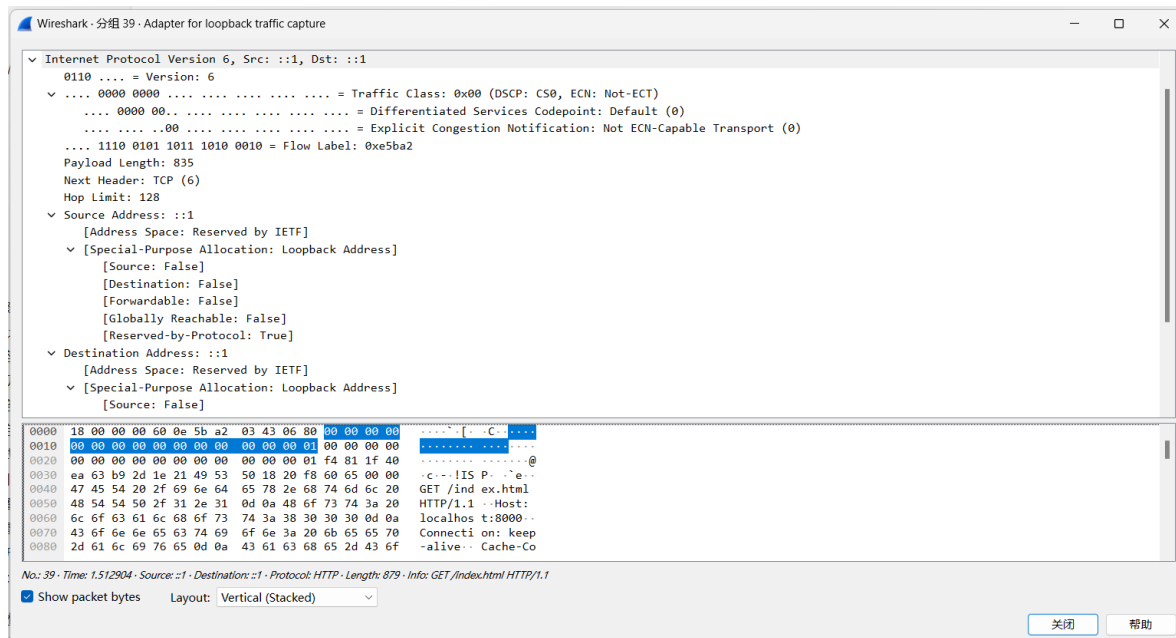 Wireshark · 分组 39 · Adapter for loopback traffic capture
Internet Protocol Version 6, Src: ::1, Dst: ::1
0110 .... = Version: 6
.... 0000 0000 .... .... .... .... .... = Traffic Class: 0x00 (DSCP: CS0, ECN: Not-ECT)
.... 0000 00.. .... .... .... .... .... = Differentiated Services Codepoint: Default (0)
.... .... ..00 .... .... .... .... .... = Explicit Congestion Notification: Not ECN-Capable Transport (0)
.... 1110 0101 1011 1010 0010 = Flow Label: 0xe5ba2
Payload Length: 835
Next Header: TCP (6)
Hop Limit: 128
Source Address: ::1
[Address Space: Reserved by IETF]
[Special-Purpose Allocation: Loopback Address]
[Source: False]
[Destination: False]
[Forwardable: False]
[Globally Reachable: False]
[Reserved-by-Protocol: True]
Destination Address: ::1
[Address Space: Reserved by IETF]
[Special-Purpose Allocation: Loopback Address]
[Source: False]
0000 18 00 00 00 60 0e 5b a2 03 43 06 80 00 00 00 00 ····`·[· ·C······
0010 00 00 00 00 00 00 00 00 00 00 00 01 00 00 00 00 ········ ········
0020 00 00 00 00 00 00 00 00 00 00 00 01 f4 81 1f 40 ········ ·······@
0030 ea 63 b9 2d 1e 21 49 53 50 18 20 f8 60 65 00 00 ·c·-·!IS P· ·`e··
0040 47 45 54 20 2f 69 6e 64 65 78 2e 68 74 6d 6c 20 GET /ind ex.html
0050 48 54 54 50 2f 31 2e 31 0d 0a 48 6f 73 74 3a 20 HTTP/1.1 ··Host:
0060 6c 6f 63 61 6c 68 6f 73 74 3a 38 30 30 30 0d 0a localhos t:8000··
0070 43 6f 6e 6e 65 63 74 69 6f 6e 3a 20 6b 65 65 70 Connecti on: keep
0080 2d 61 6c 69 76 65 0d 0a 43 61 63 68 65 2d 43 6f -alive·· Cache-Co
No.: 39 · Time: 1.512904 · Source: ::1 · Destination: ::1 · Protocol: HTTP · Length: 879 · Info: GET /index.html HTTP/1.1
Show packet bytes Layout: Vertical (Stacked)
关闭 帮助